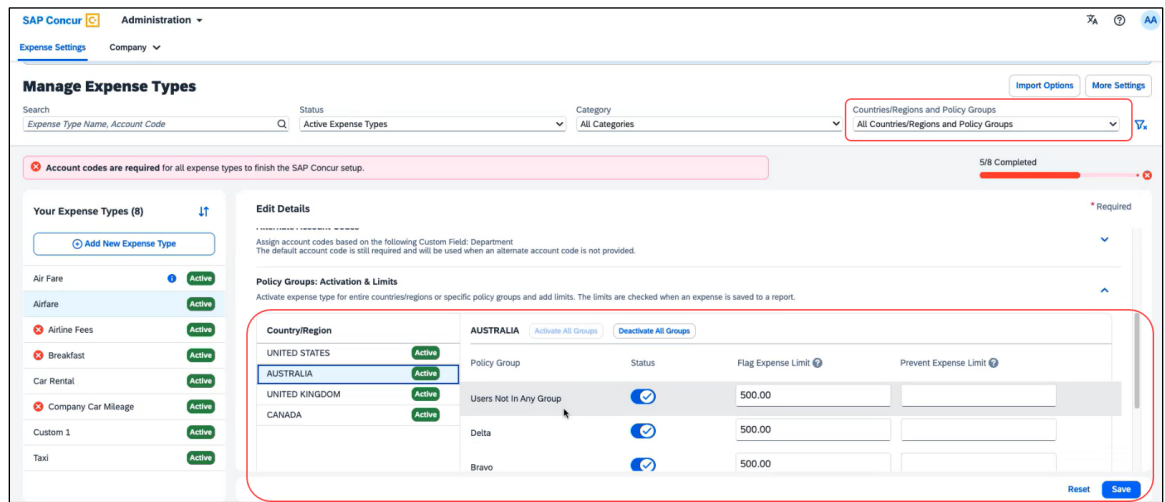 SAP Concur C Administration
AA
Expense Settings Company
Manage Expense Types
Import Options More Settings
Search Status Category Countries/Regions and Policy Groups
Expense Type Name, Account Code Active Expense Types All Categories All Countries/Regions and Policy Groups
Account codes are required for all expense types to finish the SAP Concur setup.
5/8 Completed
Your Expense Types (8)
Add New Expense Type
Air Fare Active
Airfare Active
Airline Fees Active
Breakfast Active
Car Rental Active
Company Car Mileage Active
Custom 1 Active
Taxi Active
Edit Details
* Required
Alternate Account Codes
Assign account codes based on the following Custom Field: Department
The default account code is still required and will be used when an alternate account code is not provided.
Policy Groups: Activation & Limits
Activate expense type for entire countries/regions or specific policy groups and add limits. The limits are checked when an expense is saved to a report.
Country/Region
UNITED STATES Active
AUSTRALIA Active
UNITED KINGDOM Active
CANADA Active
AUSTRALIA Activate All Groups Deactivate All Groups
Policy Group Status Flag Expense Limit Prevent Expense Limit
Users Not In Any Group 500.00
Delta 500.00
Bravo 500.00
Reset Save